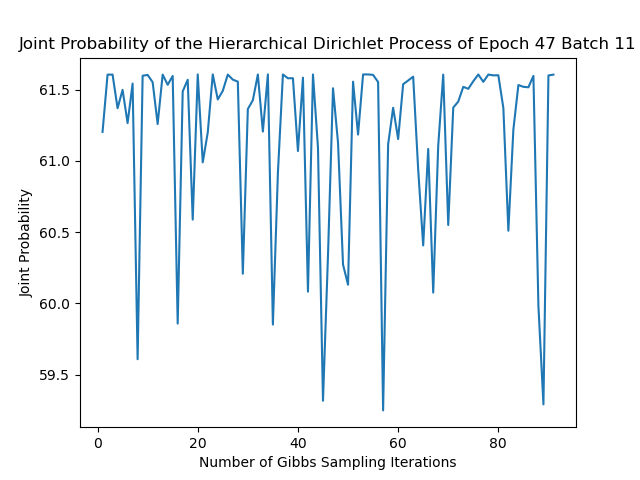 Joint Probability of the Hierarchical Dirichlet Process of Epoch 47 Batch 11
61.5
61.0
60.5
60.0
59.5
Joint Probability
0 20 40 60 80
Number of Gibbs Sampling Iterations